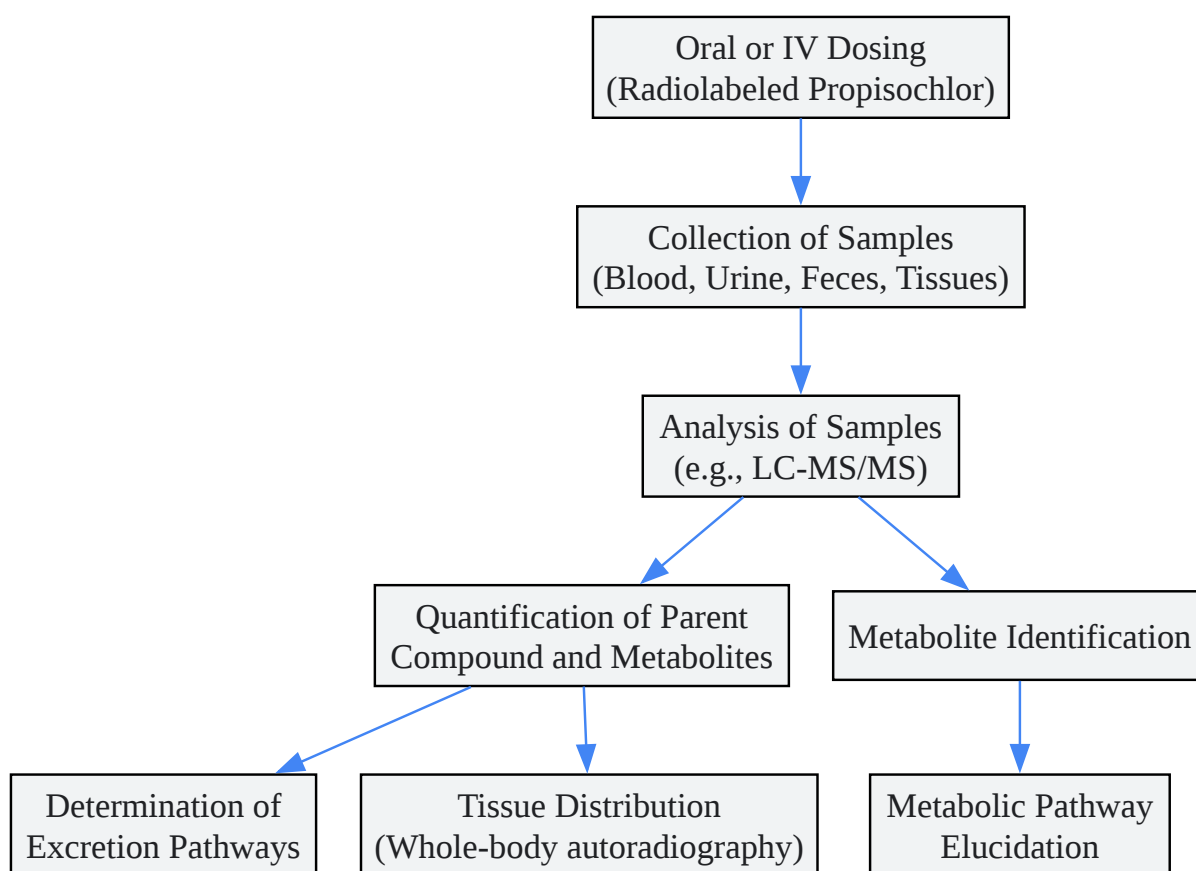 Oral or IV Dosing
(Radiolabeled Propisochlor)
Collection of Samples
(Blood, Urine, Feces, Tissues)
Analysis of Samples
(e.g., LC-MS/MS)
Quantification of Parent
Compound and Metabolites
Metabolite Identification
Determination of
Excretion Pathways
Tissue Distribution
(Whole-body autoradiography)
Metabolic Pathway
Elucidation